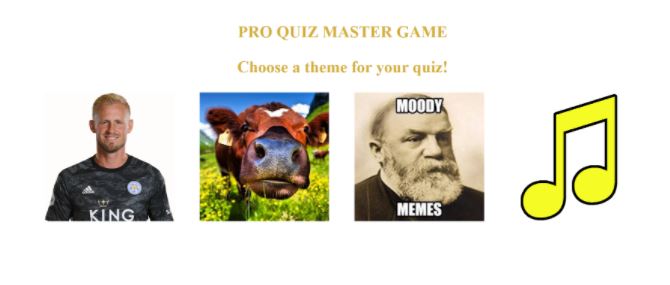 PRO QUIZ MASTER GAME
Choose a theme for your quiz!
MOODY
MEMES
KING